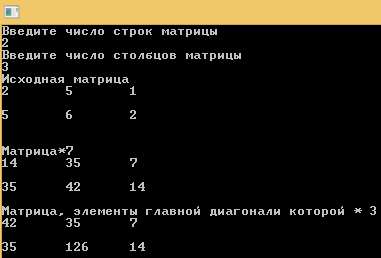 Введите число строк матрицы
2
Введите число столбцов матрицы
3
Исходная матрица
2 5 1
5 6 2
Матрица*7
14 35 7
35 42 14
Матрица, элементы главной диагонали которой * 3
42 35 7
35 126 14